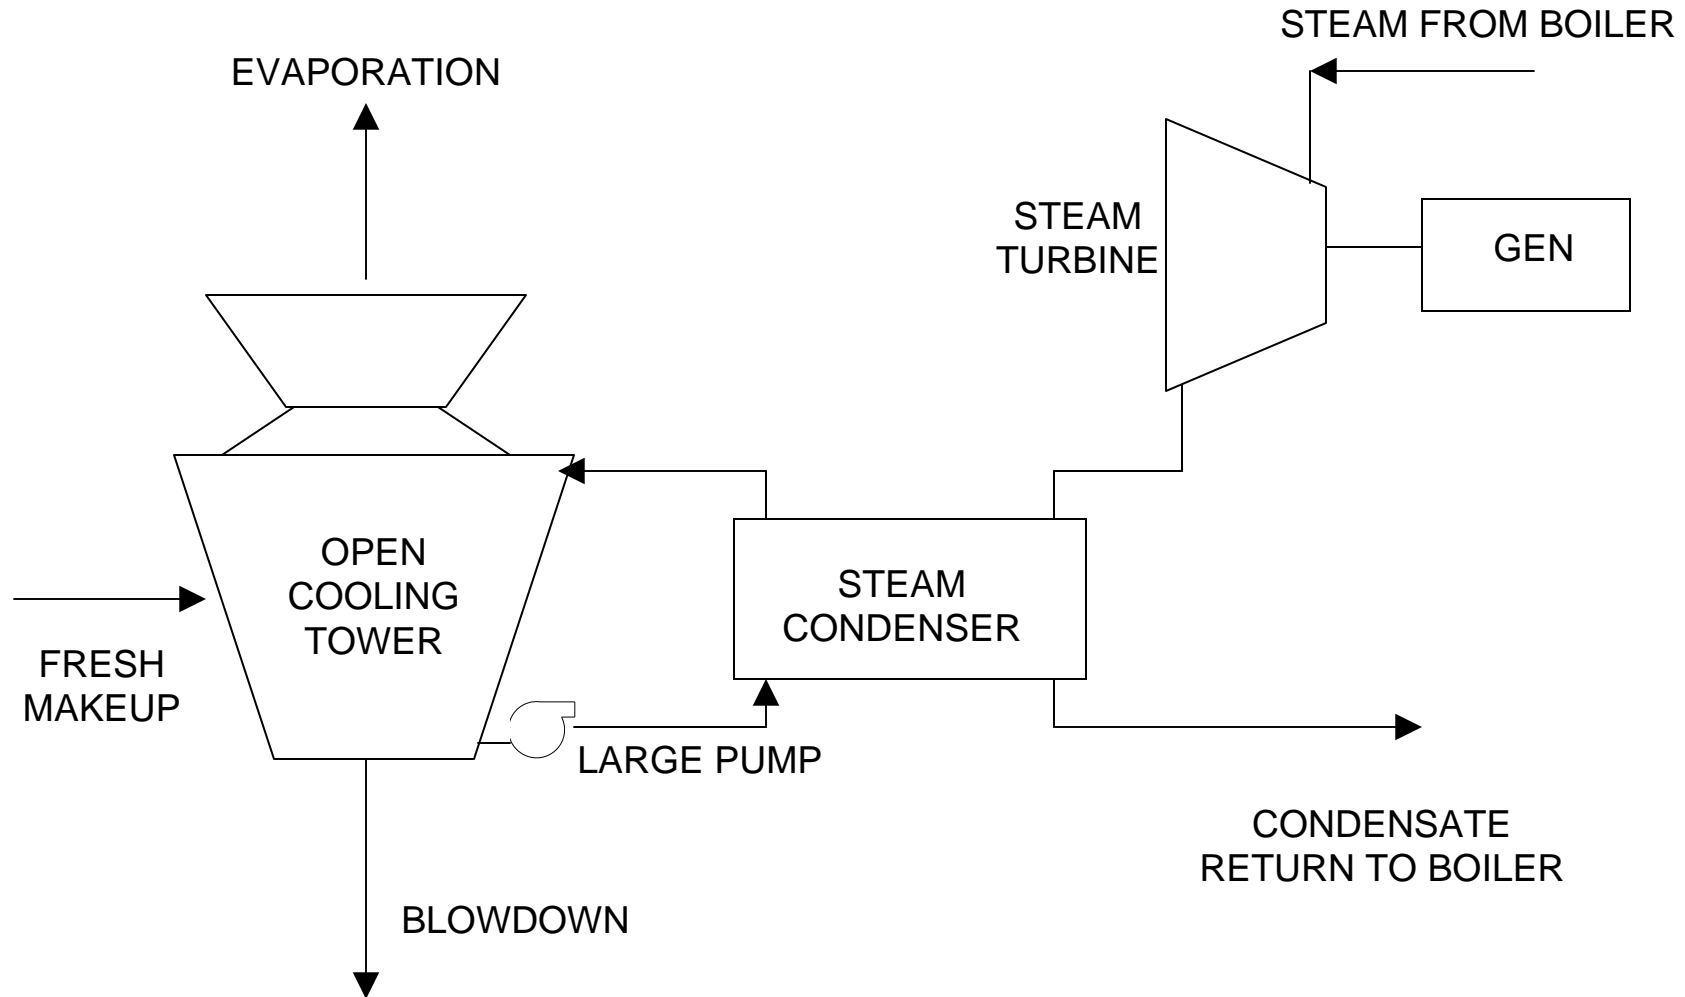 STEAM FROM BOILER
EVAPORATION
STEAM
TURBINE
GEN
OPEN
COOLING
TOWER
STEAM
CONDENSER
FRESH
MAKEUP
LARGE PUMP
CONDENSATE
RETURN TO BOILER
BLOWDOWN